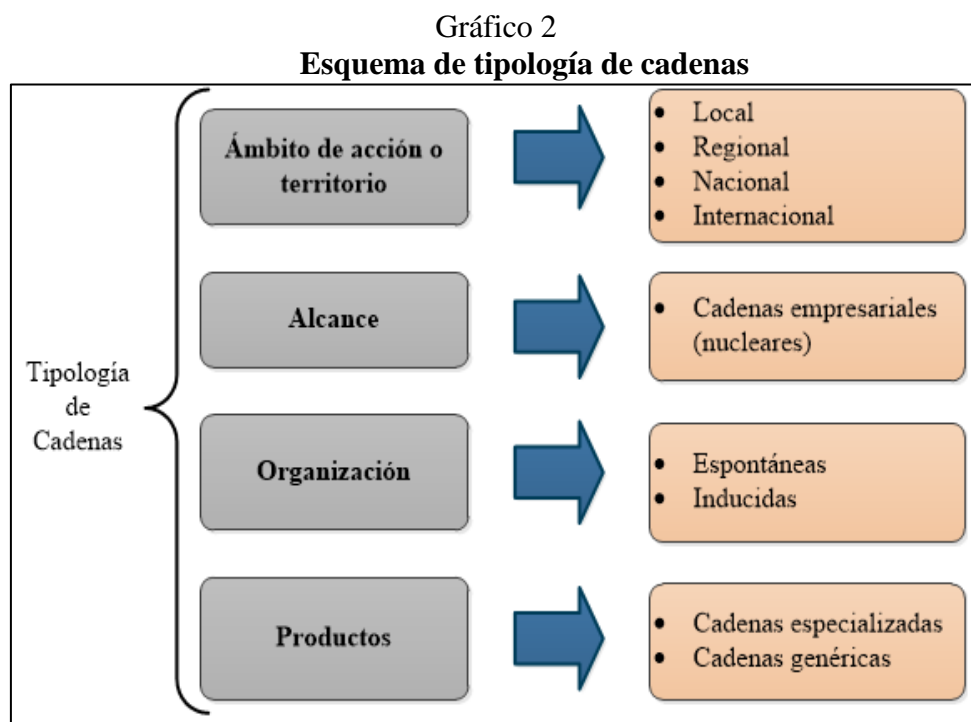 Gráfico 2
Esquema de tipología de cadenas
Tipología
de
Cadenas
Ámbito de acción o
territorio
• Local
• Regional
• Nacional
• Internacional
Alcance
• Cadenas empresariales
(nucleares)
Organización
• Espontáneas
• Inducidas
Productos
• Cadenas especializadas
• Cadenas genéricas